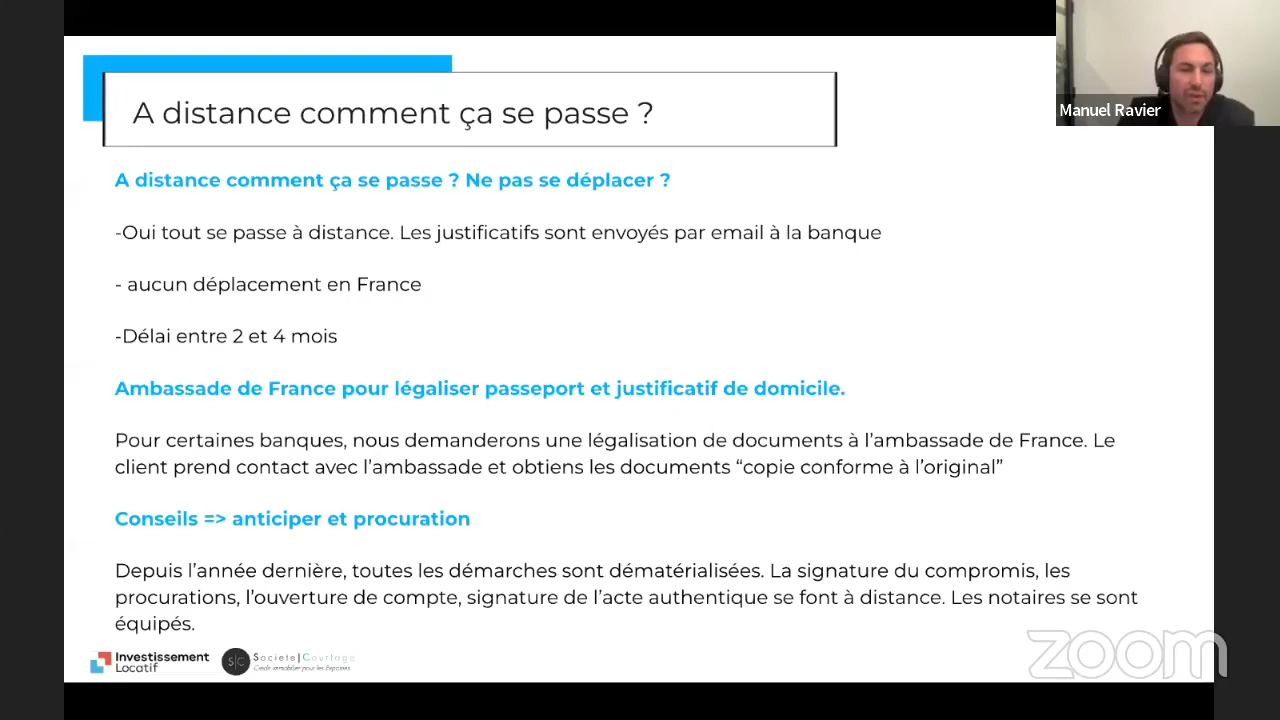 A distance comment ça se passe ?
Manuel Ravier
A distance comment ça se passe ? Ne pas se déplacer ?
-Oui tout se passe à distance. Les justificatifs sont envoyés par email à la banque
- aucun déplacement en France
-Délai entre 2 et 4 mois
Ambassade de France pour légaliser passeport et justificatif de domicile.
Pour certaines banques, nous demanderons une légalisation de documents à l’ambassade de France. Le
client prend contact avec l’ambassade et obtiens les documents “copie conforme à l’original”
Conseils => anticiper et procuration
Depuis l’année dernière, toutes les démarches sont dématérialisées. La signature du compromis, les
procurations, l’ouverture de compte, signature de l’acte authentique se font à distance. Les notaires se sont
équipés.
Investissement
Locatif
S|C
Societe|Courtage
Crédit immobilier pour les Expatriés
zoom